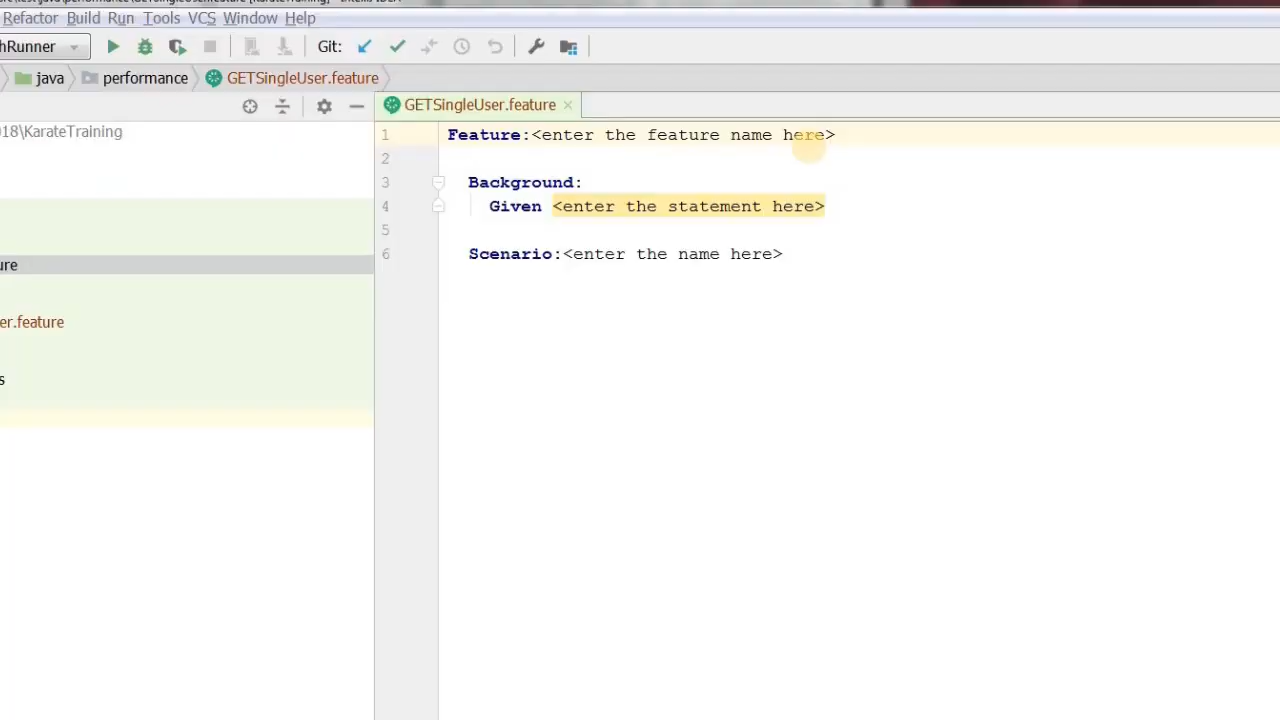 Refactor Build Run Tools VCS Window Help
hRunner Git:
java performance GETSingleUser.feature
018\KarateTraining
ure
er.feature
s
GETSingleUser.feature
1 Feature:<enter the feature name here>
2
3 Background:
4 Given <enter the statement here>
5
6 Scenario:<enter the name here>